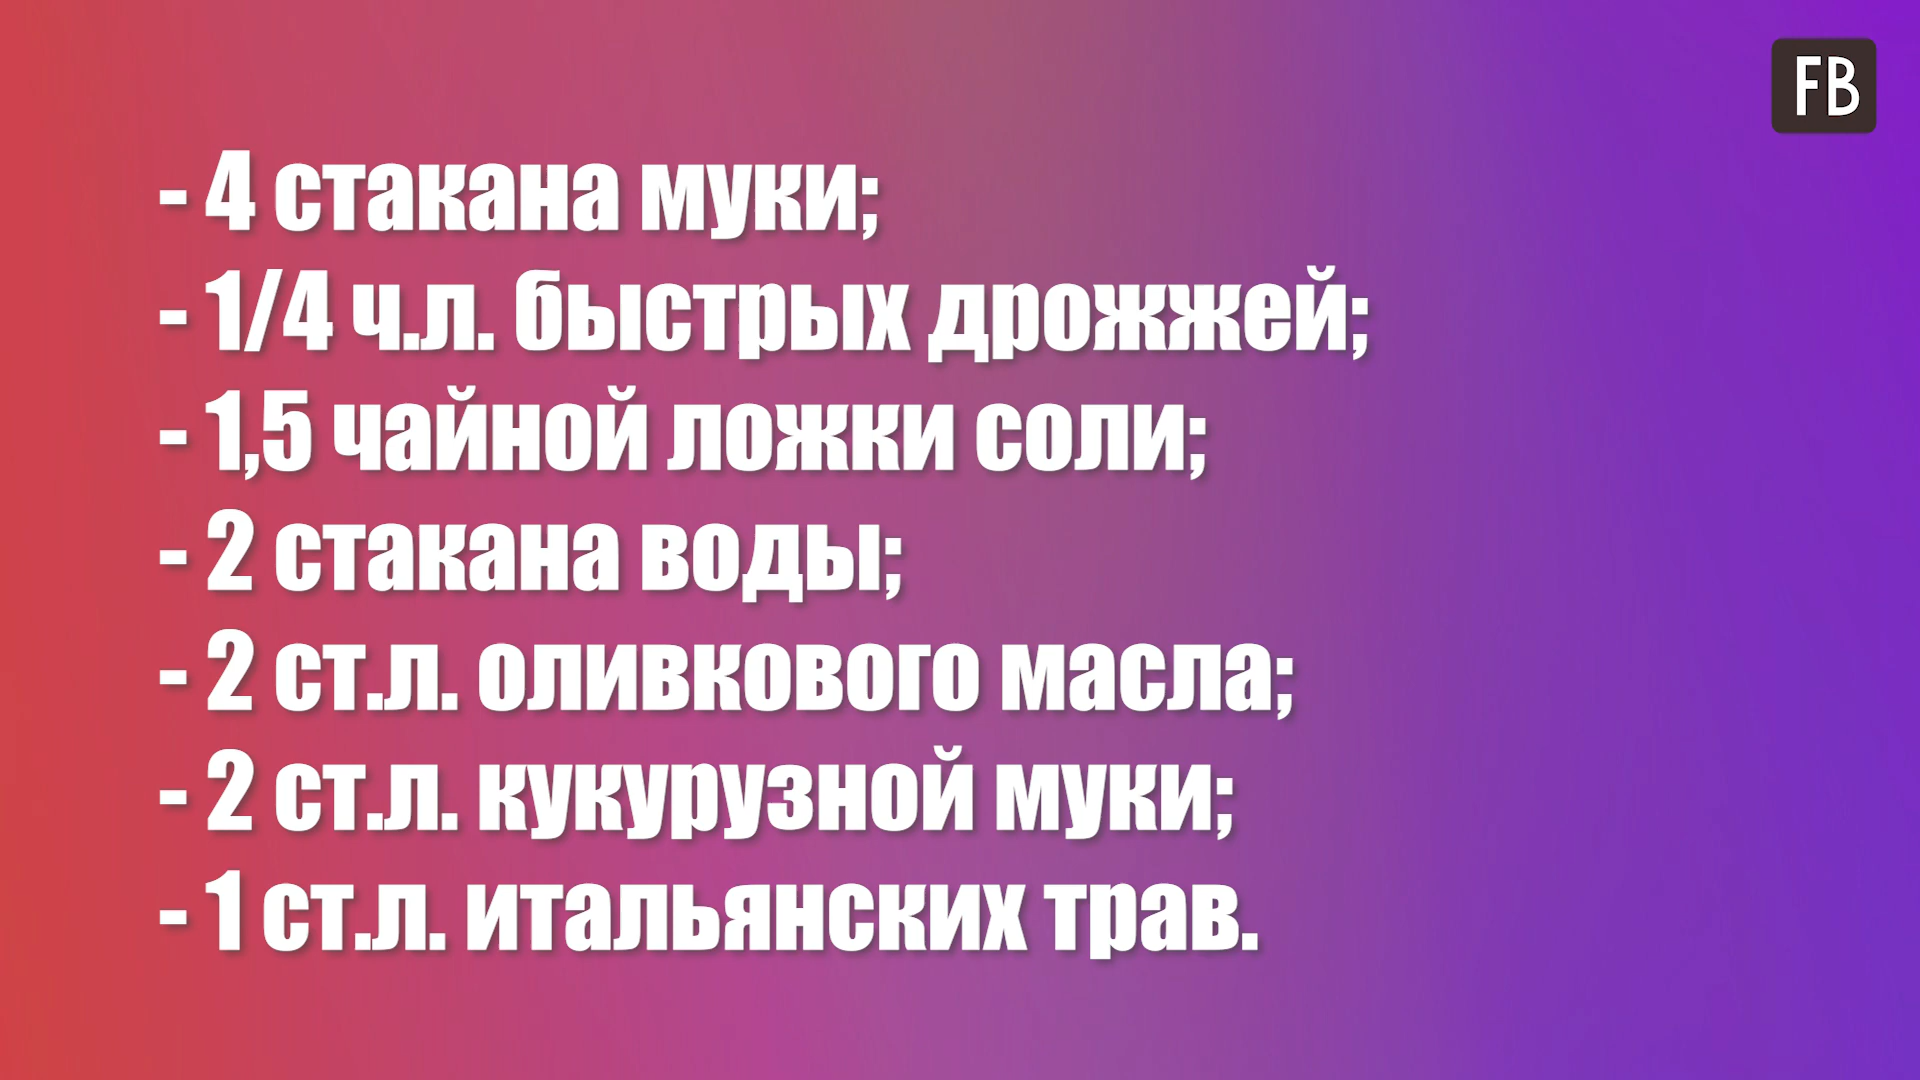 FB
- 4 стакана муки;
- 1/4 ч.л. быстрых дрожжей;
- 1,5 чайной ложки соли;
- 2 стакана воды;
- 2 ст.л. оливкового масла;
- 2 ст.л. кукурузной муки;
- 1 ст.л. итальянских трав.